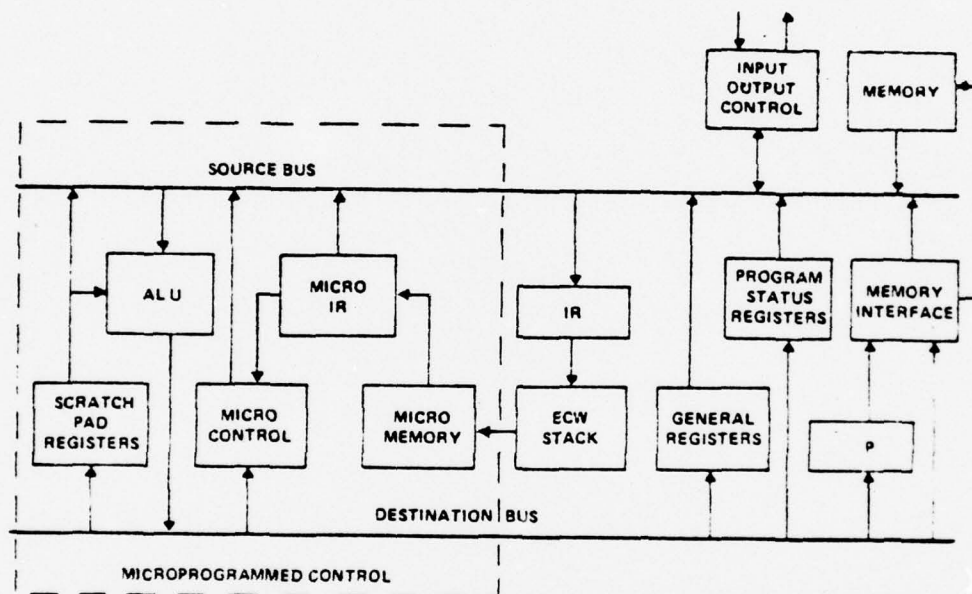 INPUT
OUTPUT
CONTROL
MEMORY
SOURCE BUS
ALU
MICRO
IR
IR
PROGRAM
STATUS
REGISTERS
MEMORY
INTERFACE
SCRATCH
PAD
REGISTERS
MICRO
CONTROL
MICRO
MEMORY
ECW
STACK
GENERAL
REGISTERS
P
DESTINATION BUS
MICROPROGRAMMED CONTROL